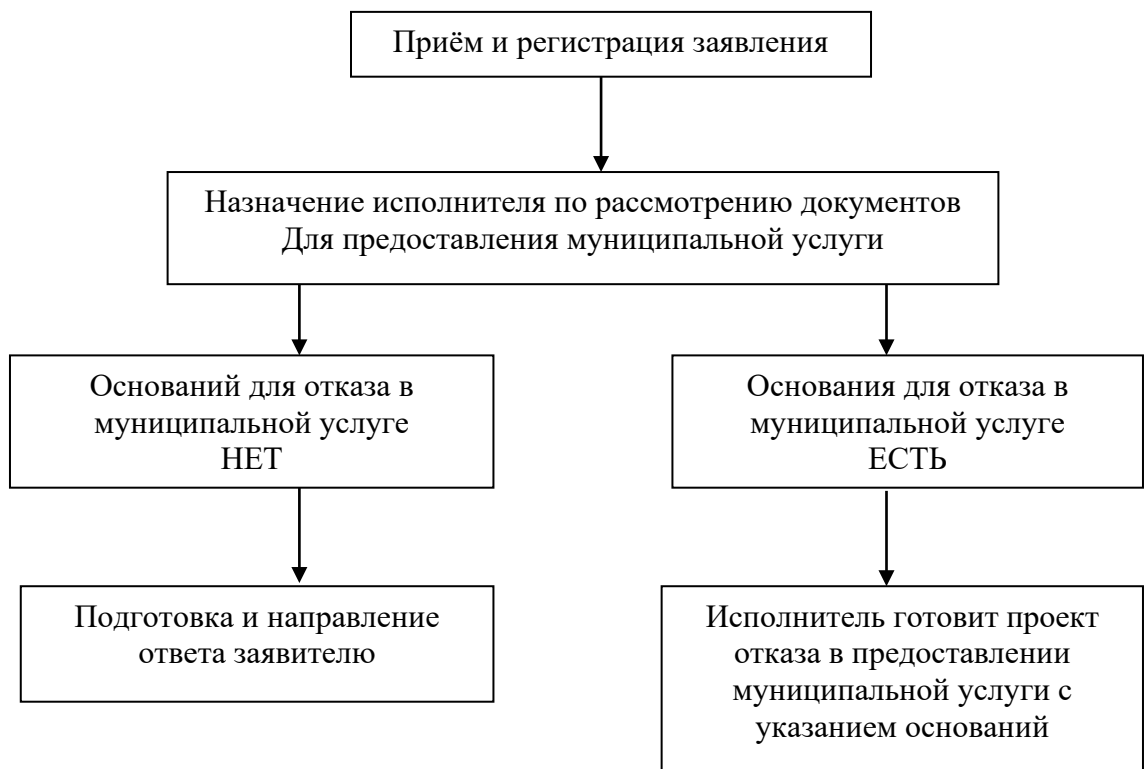 Приём и регистрация заявления
Назначение исполнителя по рассмотрению документов
Для предоставления муниципальной услуги
Оснований для отказа в
муниципальной услуге
НЕТ
Основания для отказа в
муниципальной услуге
ЕСТЬ
Подготовка и направление
ответа заявителю
Исполнитель готовит проект
отказа в предоставлении
муниципальной услуги с
указанием оснований